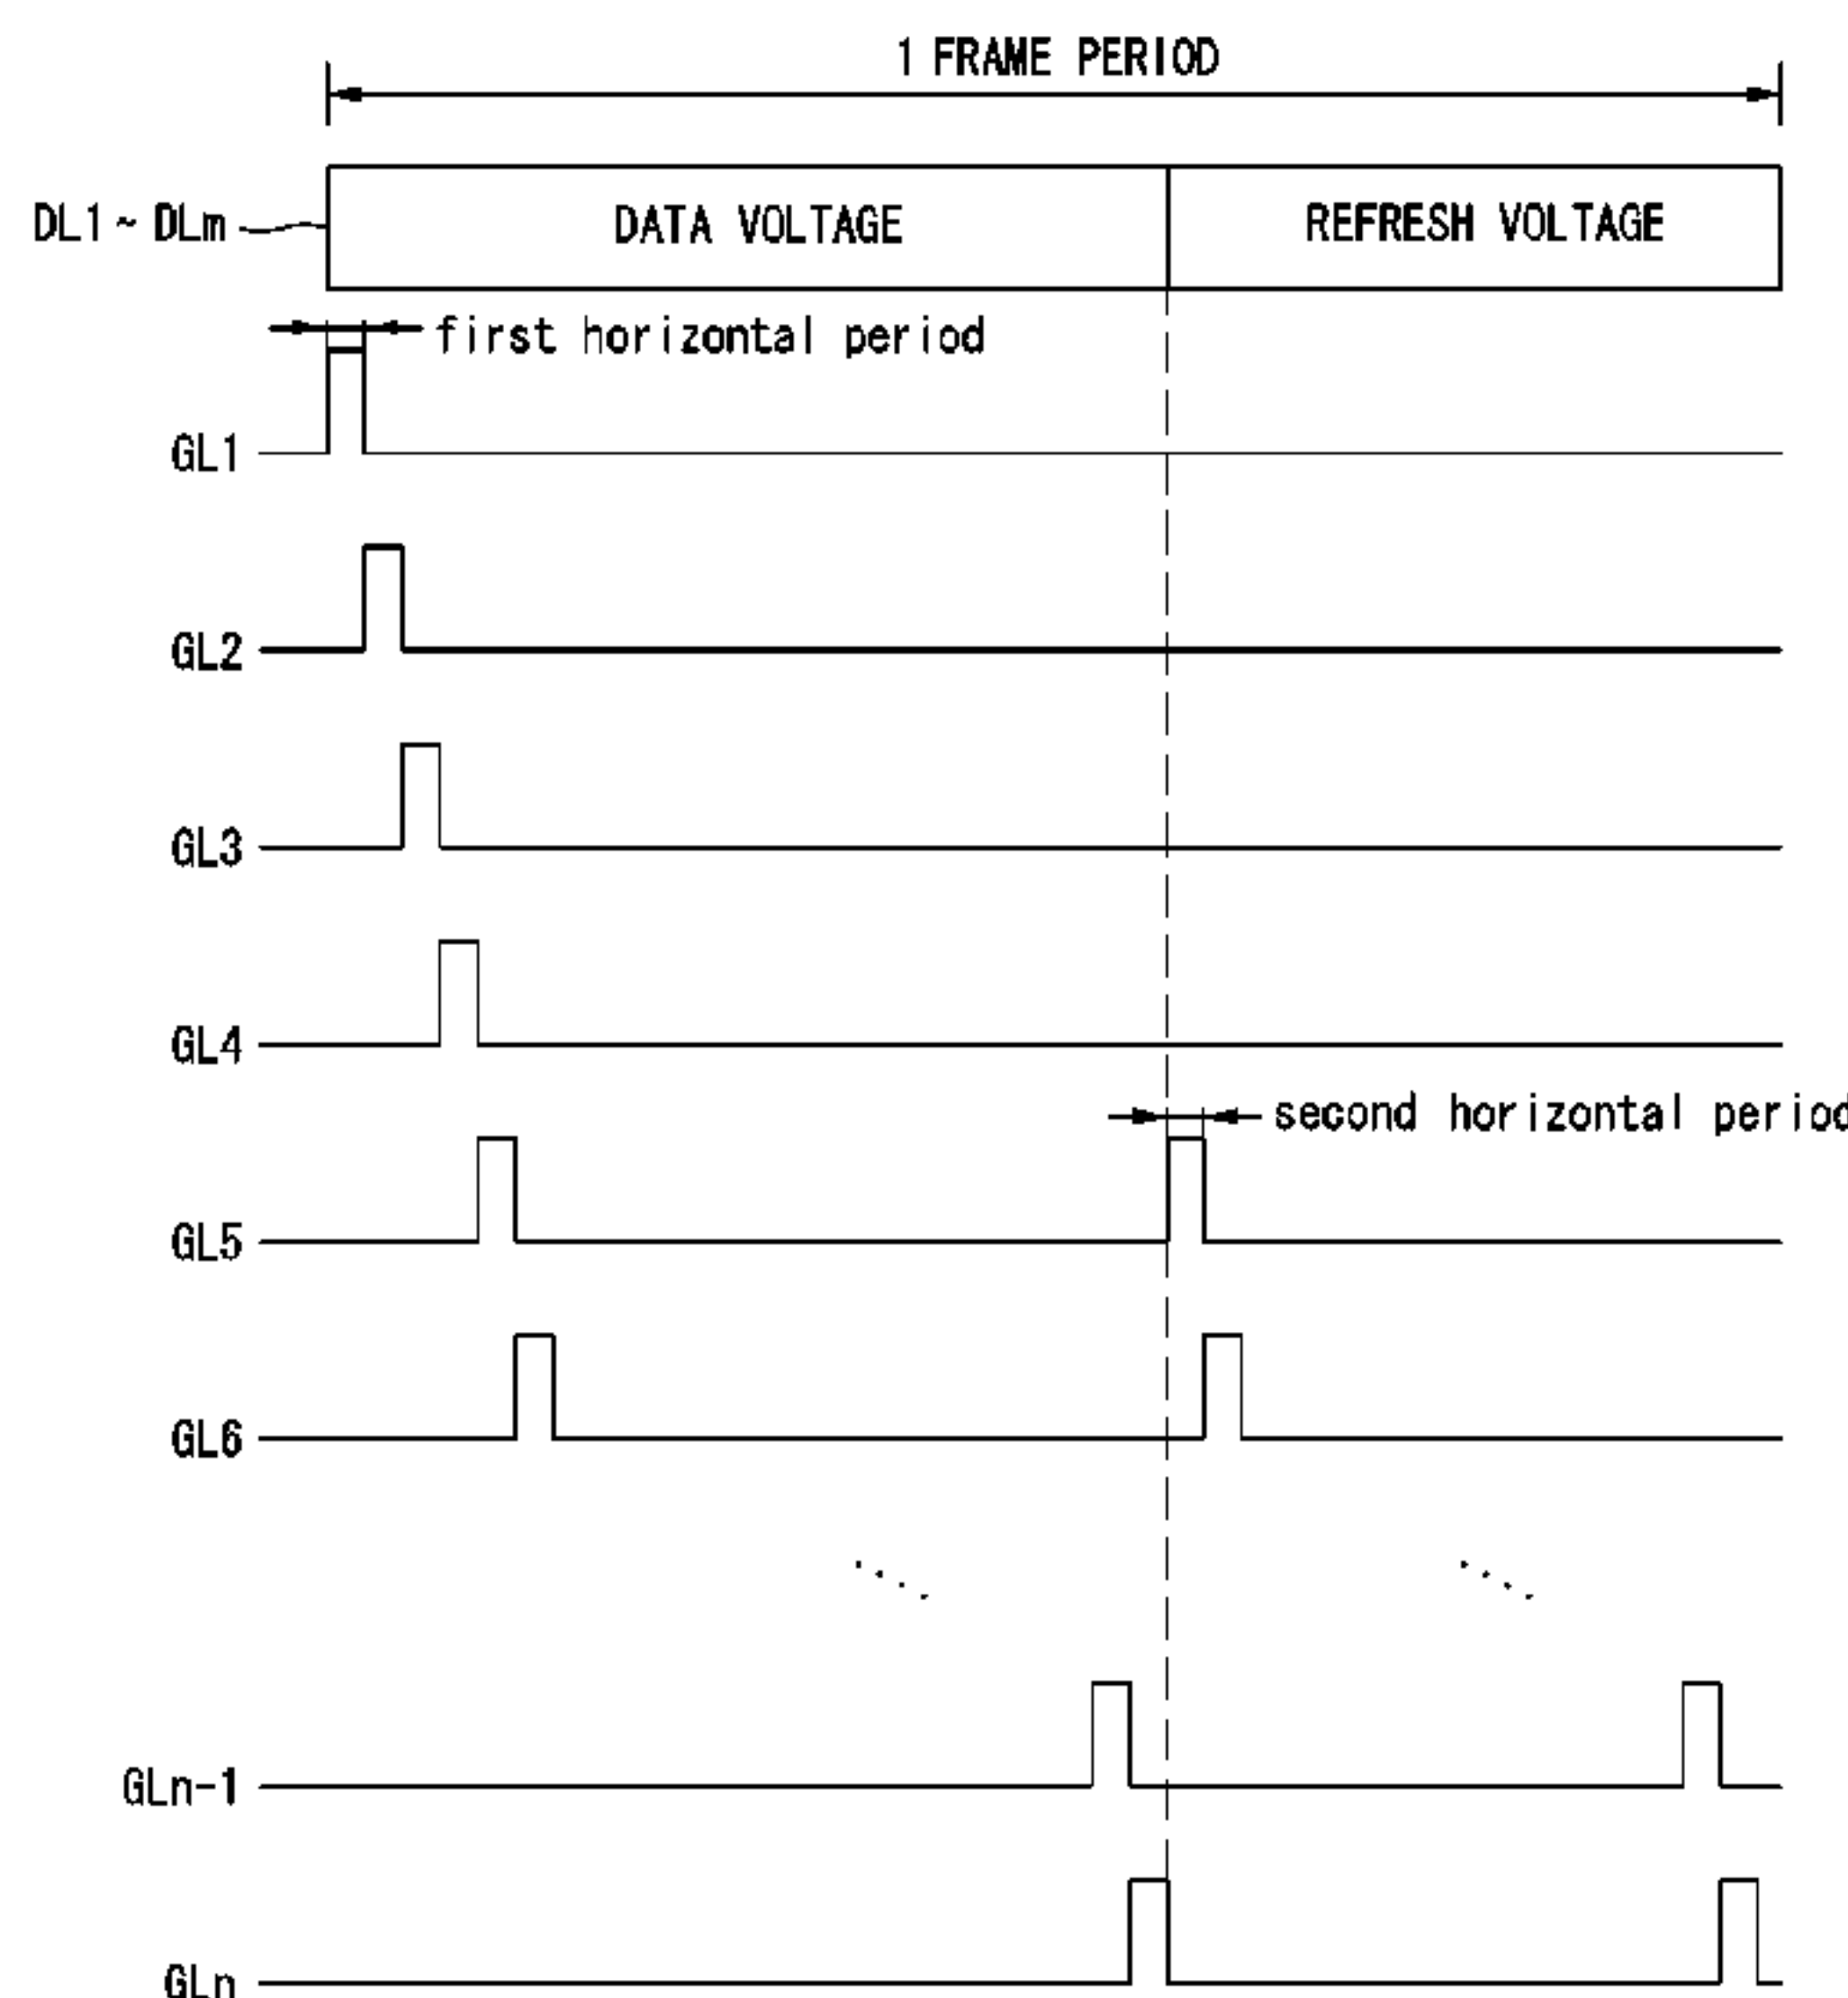 1 FRAME PERIOD
DL1~DLm
DATA VOLTAGE
REFRESH VOLTAGE
first horizontal period
GL1
GL2
GL3
GL4
second horizontal period
GL5
GL6
GLn-1
GLn